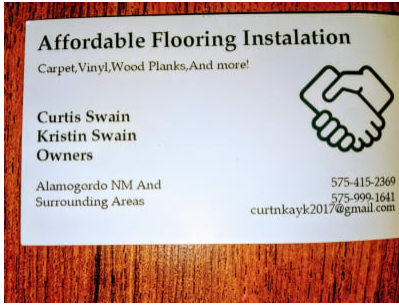 Affordable Flooring Instalation
Carpet,Vinyl,Wood Planks,And more!
Curtis Swain
Kristin Swain
Owners
Alamogordo NM And
Surrounding Areas
575-415-2369
575-999-1641
curtnkayk2017@gmail.com